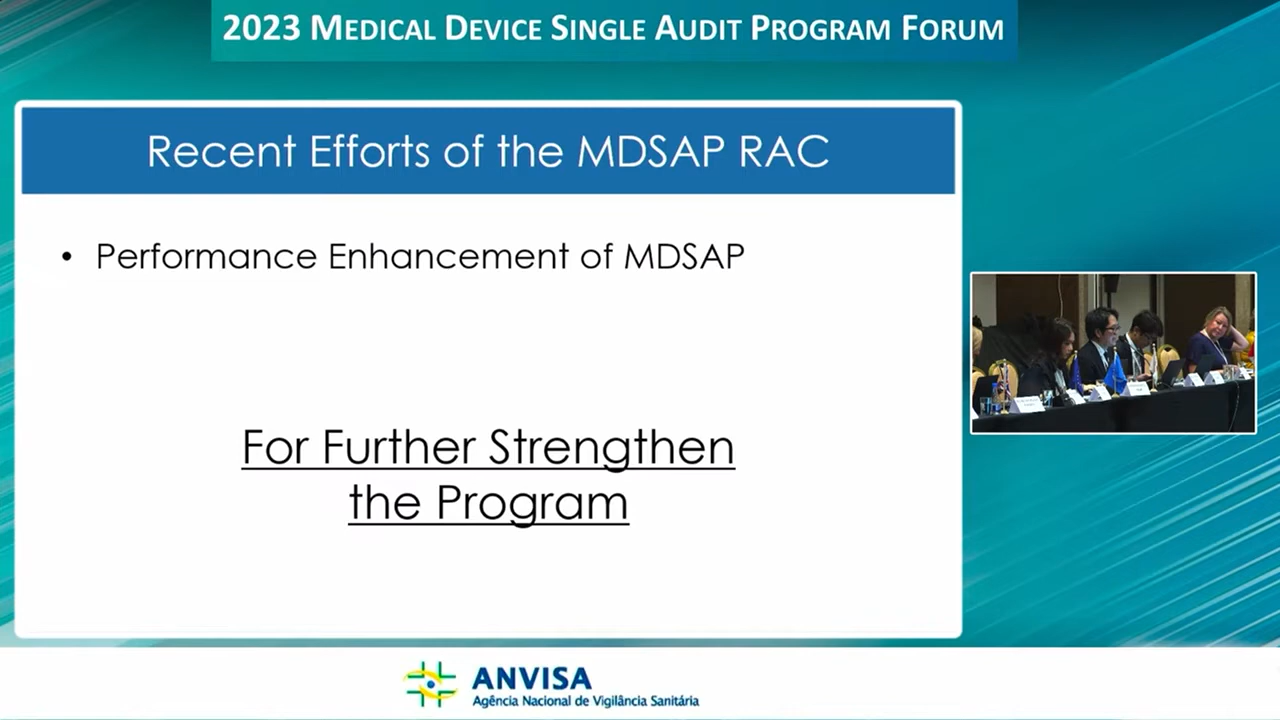 2023 MEDICAL DEVICE SINGLE AUDIT PROGRAM FORUM
Recent Efforts of the MDSAP RAC
• Performance Enhancement of MDSAP
For Further Strengthen
the Program
ANVISA
Agência Nacional de Vigilância Sanitária